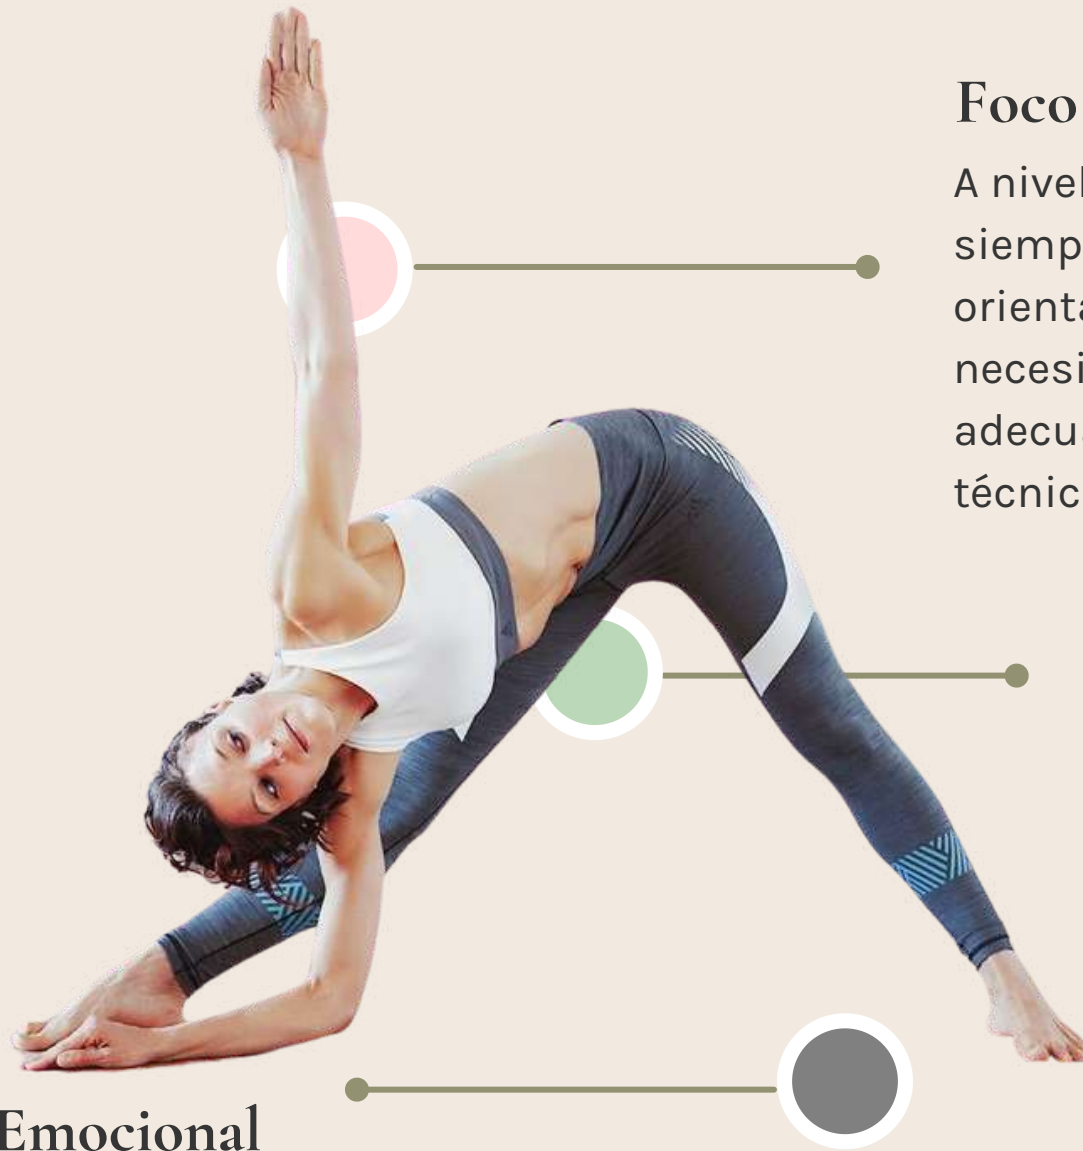 Foco
A nivel
siemp
orienta
necesi
adecua
técnic
Emocional